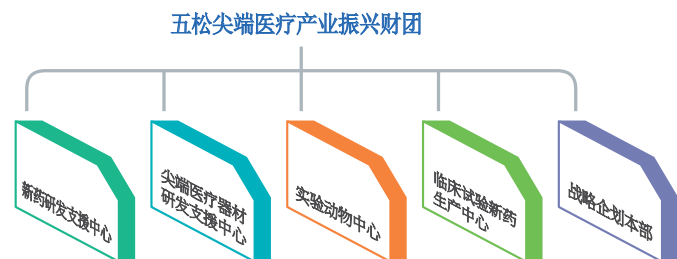 五松尖端医疗产业振兴财团
新药研发支援中心
尖端医疗器材
研发支援中心
实验动物中心
临床试验新药
生产中心
战略企划本部